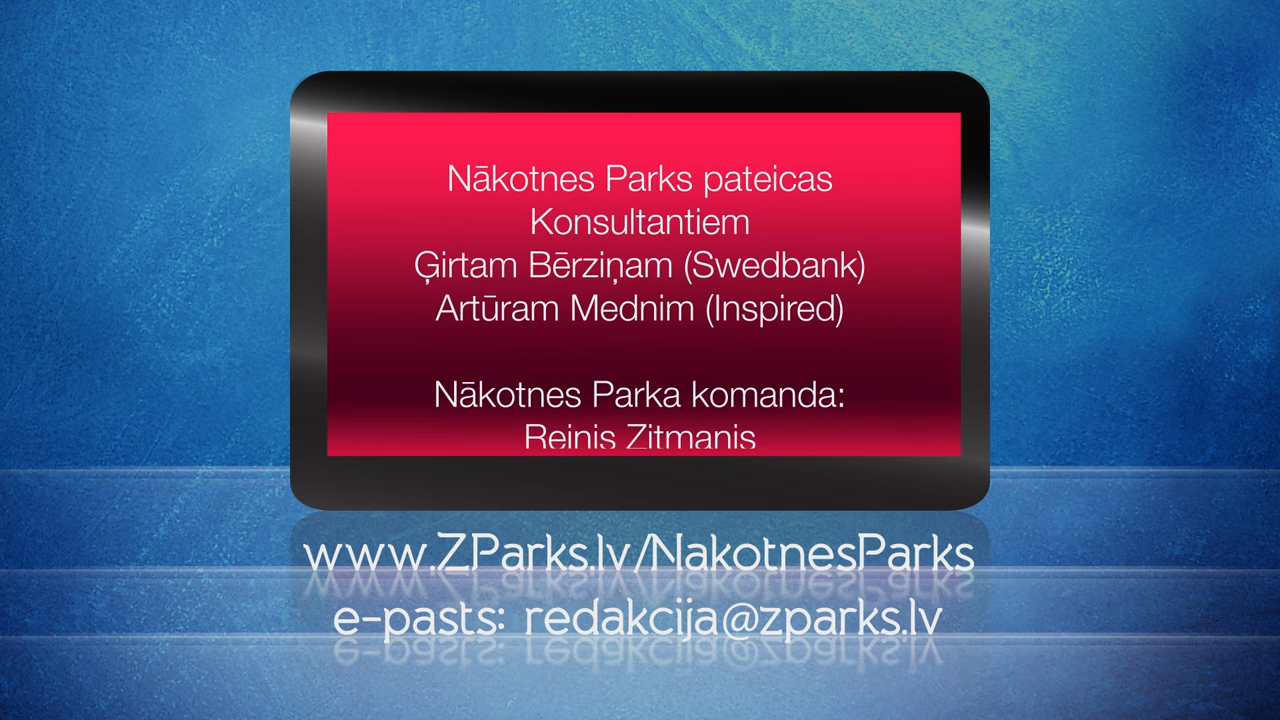 Nākotnes Parks pateicas
Konsultantiem
Ģirtam Bērziņam (Swedbank)
Artūram Mednim (Inspired)
Nākotnes Parka komanda:
Reinis Zitmanis
www.ZParks.lv/NakotnesParks
e-pasts: redakcija@zparks.lv